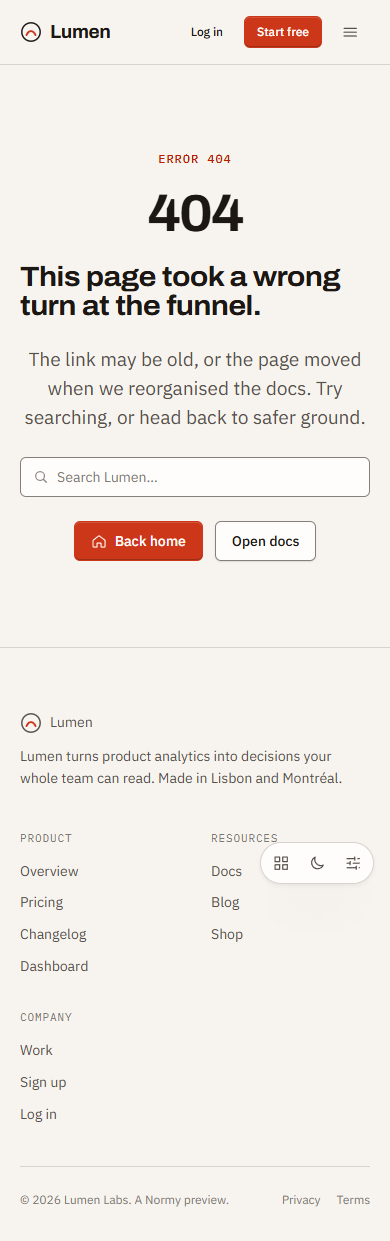 Lumen
Log in
Start free
ERROR 404
404
This page took a wrong
turn at the funnel.
The link may be old, or the page moved
when we reorganised the docs. Try
searching, or head back to safer ground.
Search Lumen...
Back home
Open docs
Lumen
Lumen turns product analytics into decisions your
whole team can read. Made in Lisbon and Montréal.
PRODUCT
Overview
Pricing
Changelog
Dashboard
RESOURCES
Docs
Blog
Shop
COMPANY
Work
Sign up
Log in
© 2026 Lumen Labs. A Normy preview.
Privacy
Terms